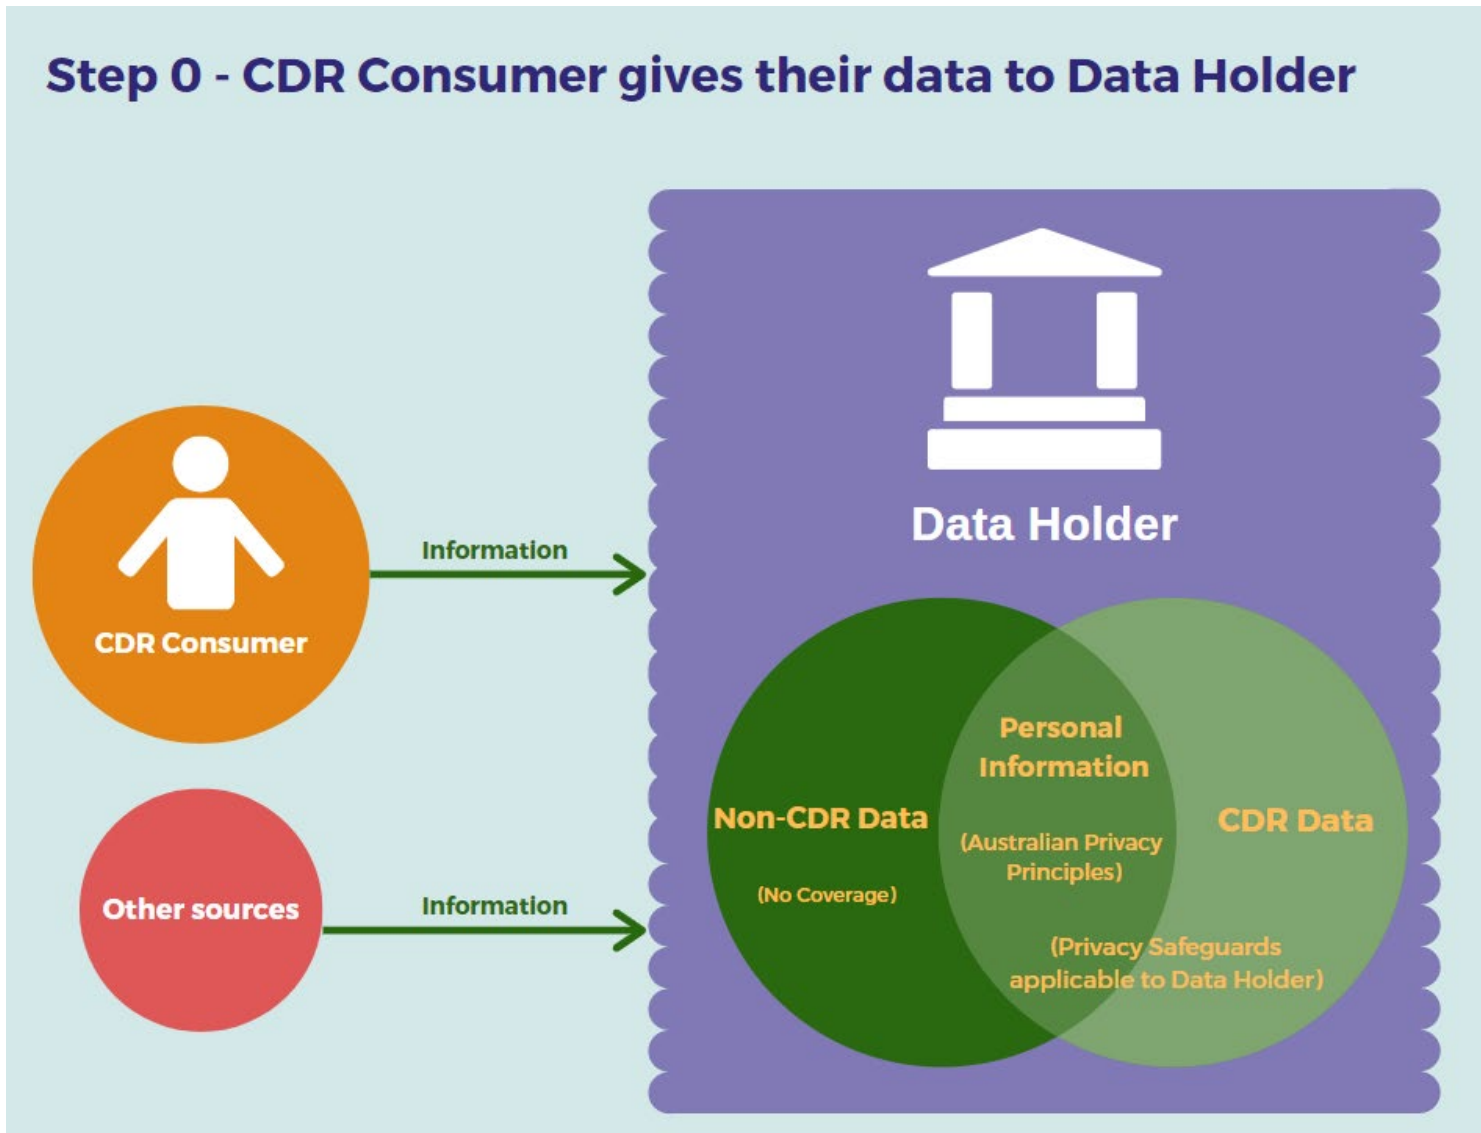 Step 0 - CDR Consumer gives their data to Data Holder
Data Holder
Information
CDR Consumer
Information
Other sources
Non-CDR Data
(No Coverage)
Personal
Information
(Australian Privacy
Principles)
CDR Data
(Privacy Safeguards
applicable to Data Holder)